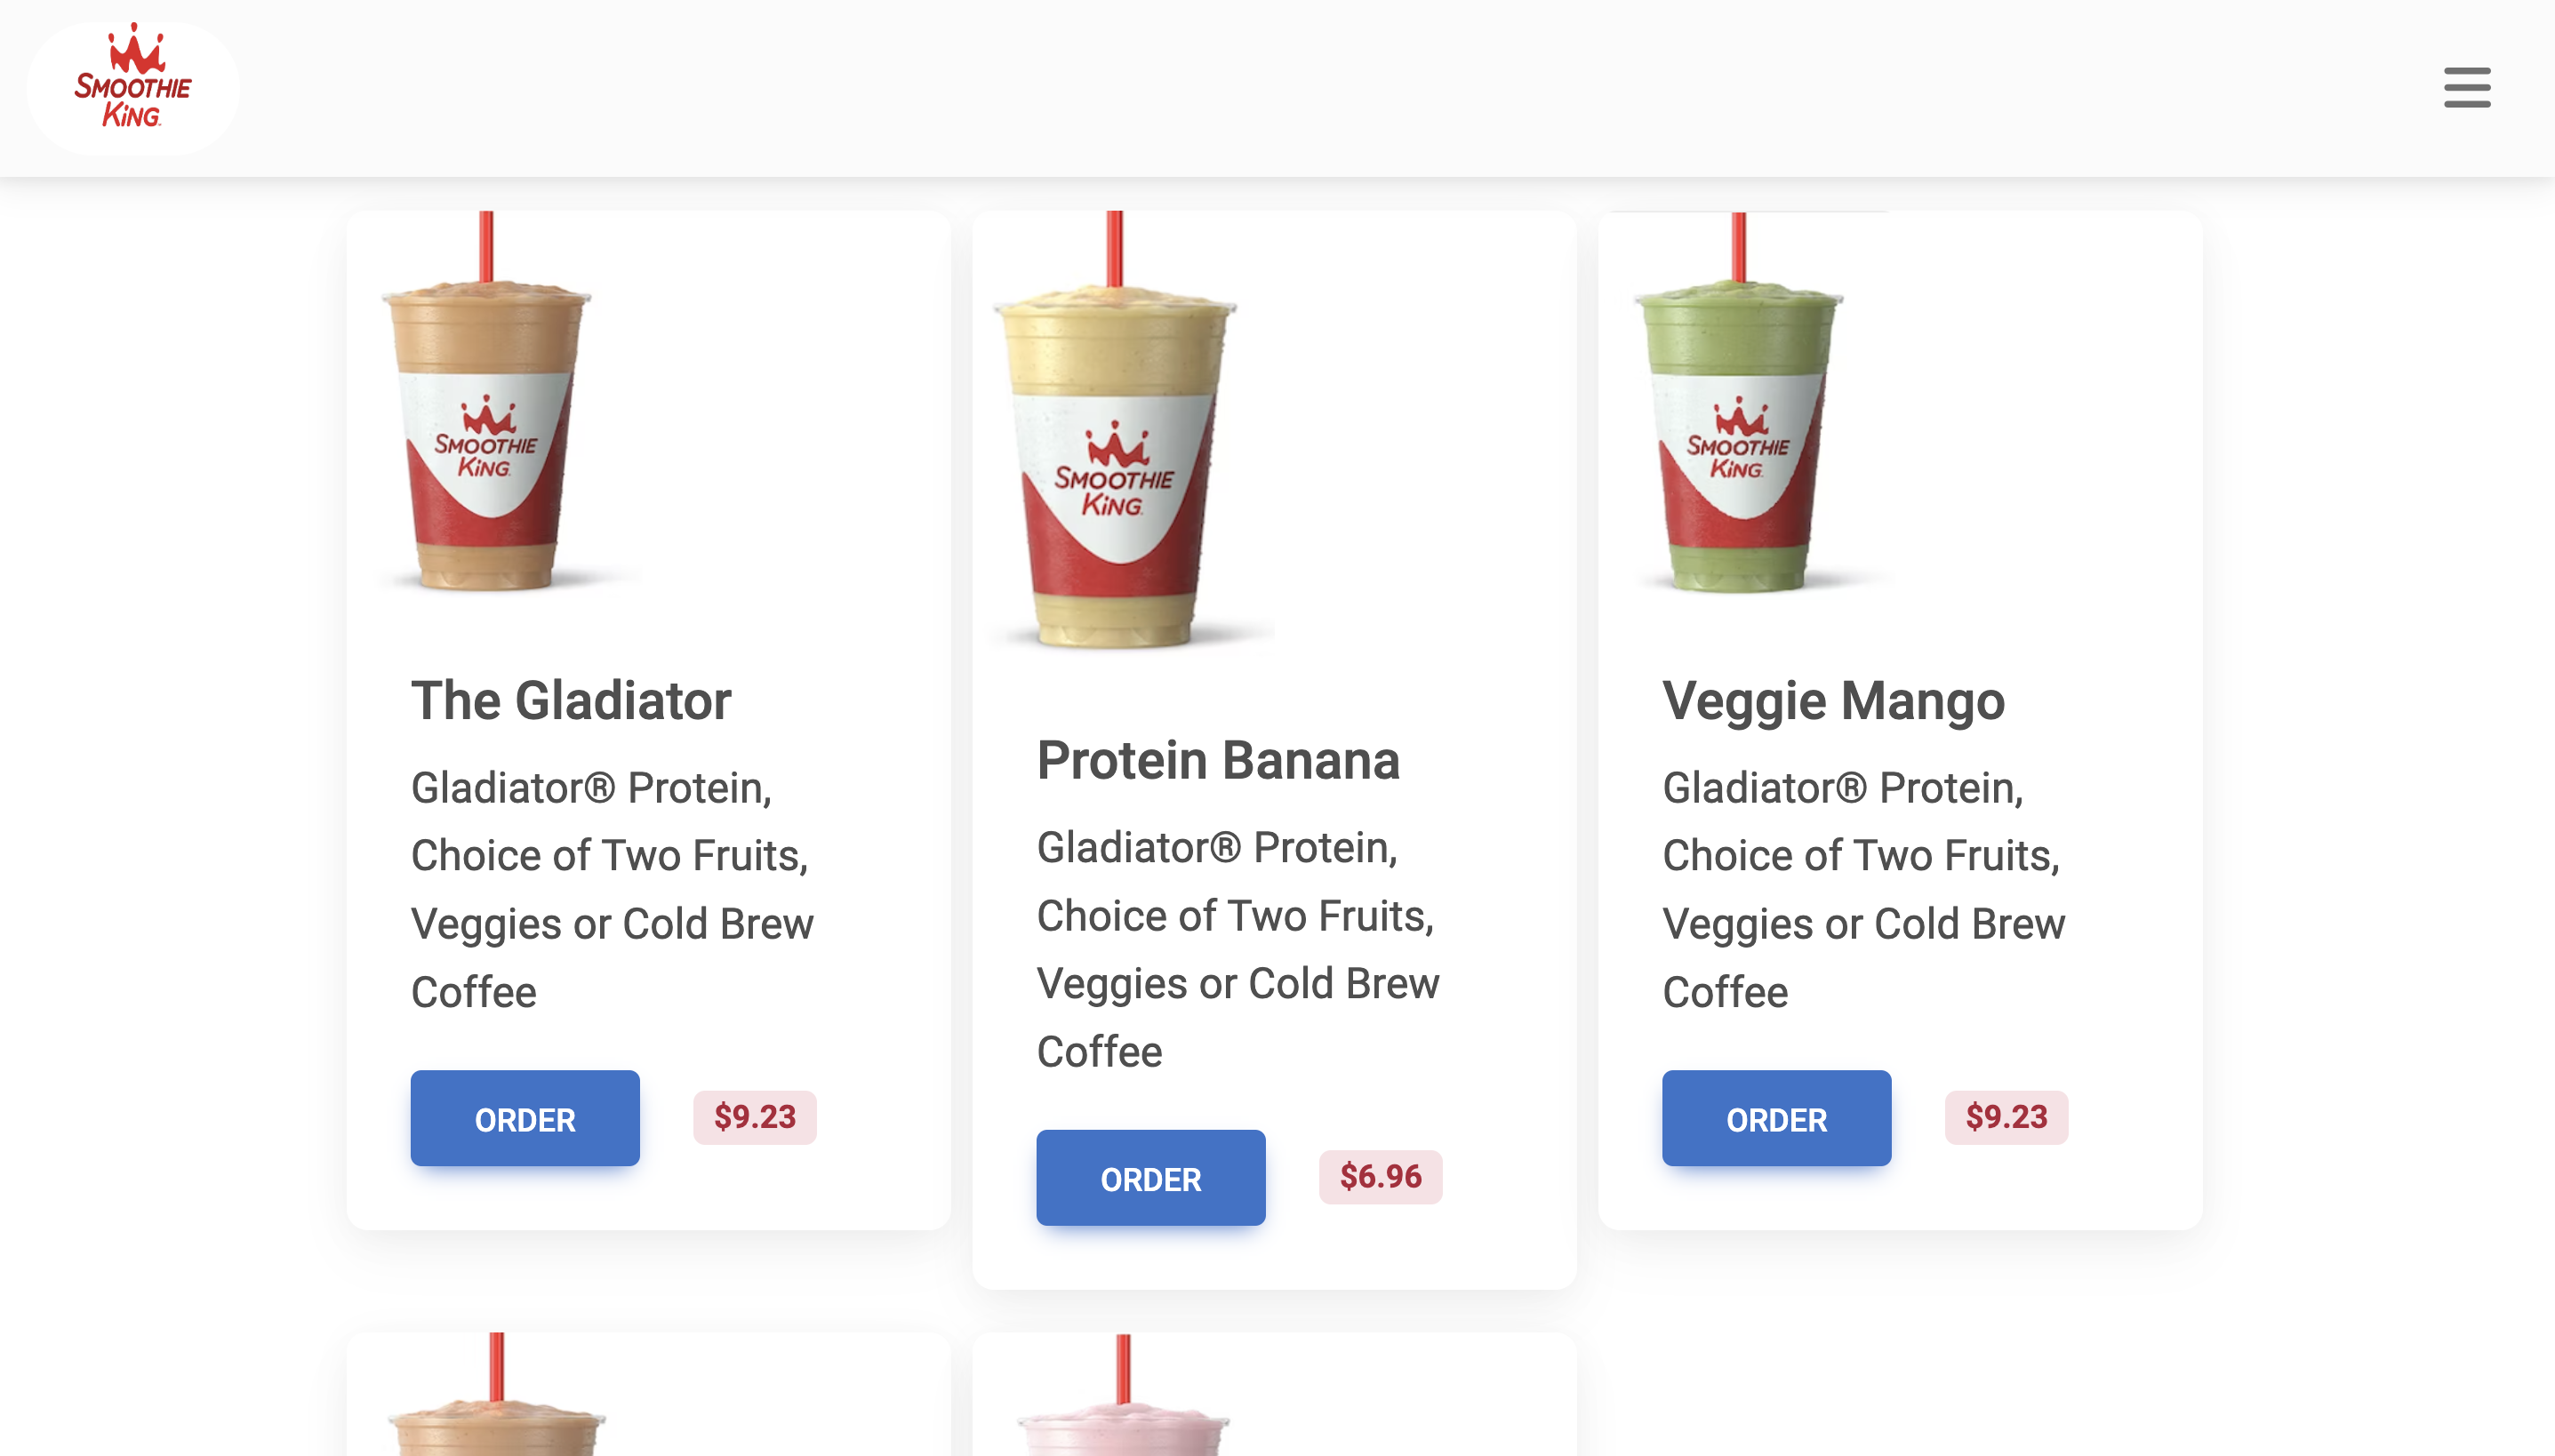 SMOOTHIE
KING
SMOOTHIE
KING
The Gladiator
Gladiator® Protein,
Choice of Two Fruits,
Veggies or Cold Brew
Coffee
ORDER
$9.23
SMOOTHIE
KING
Protein Banana
Gladiator® Protein,
Choice of Two Fruits,
Veggies or Cold Brew
Coffee
ORDER
$6.96
SMOOTHIE
KING
Veggie Mango
Gladiator® Protein,
Choice of Two Fruits,
Veggies or Cold Brew
Coffee
ORDER
$9.23